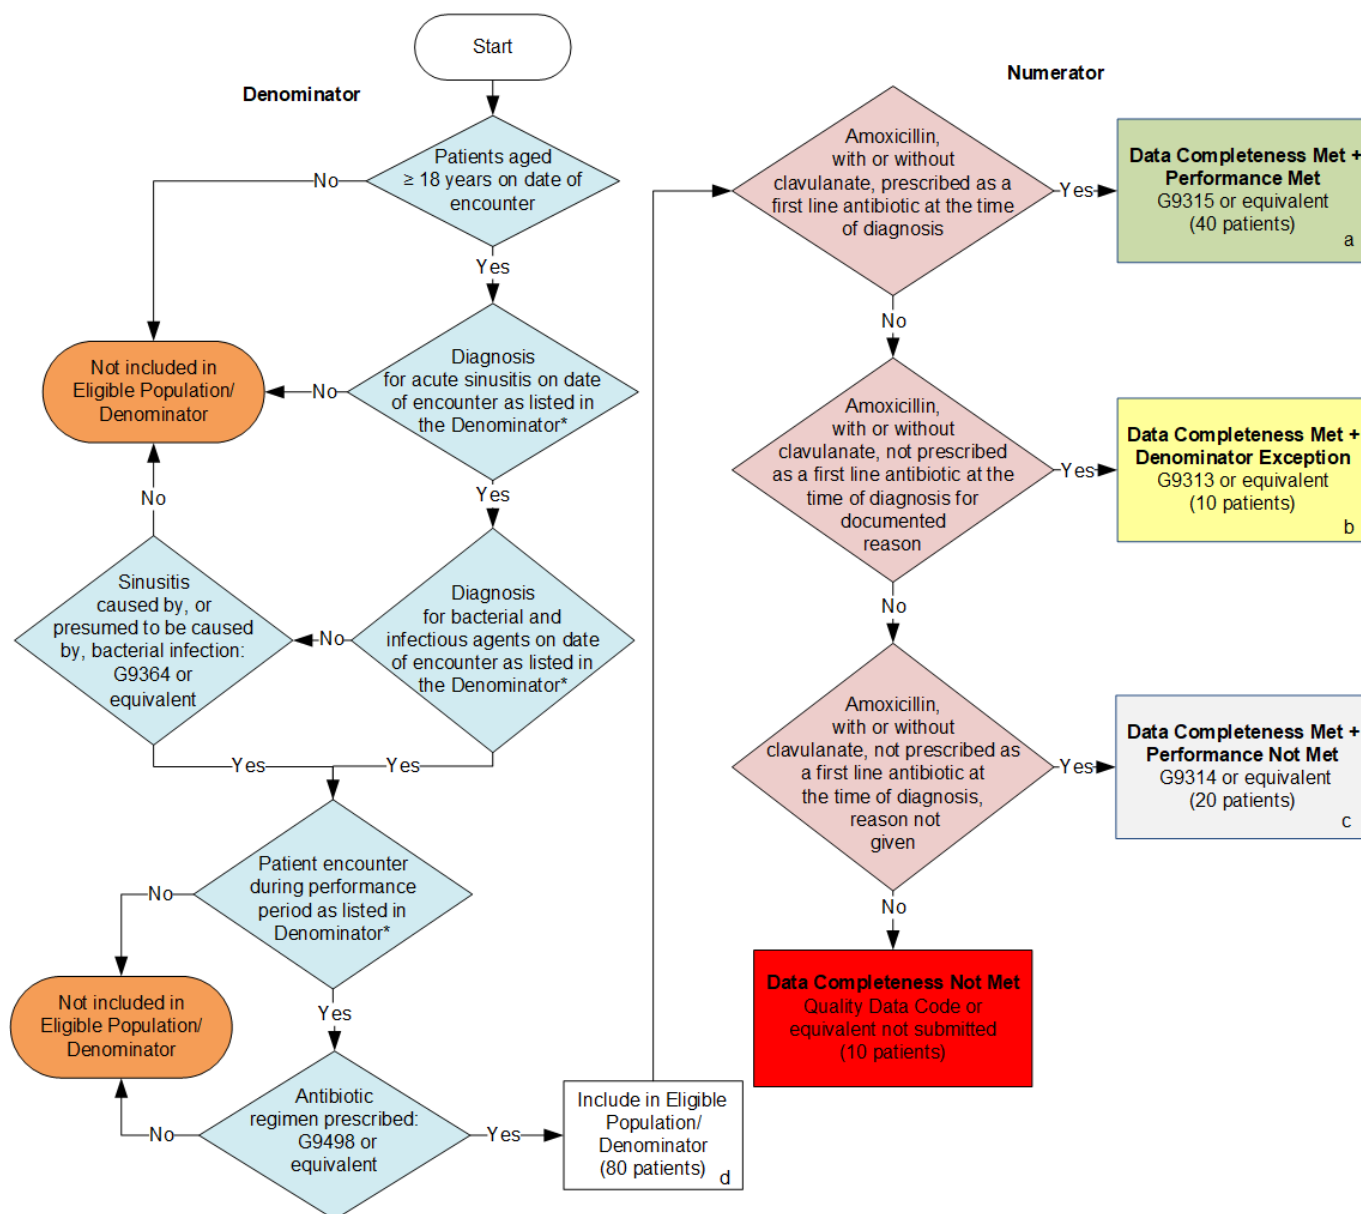 Start
Denominator
Patients aged
≥ 18 years on date of
encounter
No
Yes
Diagnosis
for acute sinusitis on date
of encounter as listed in
the Denominator*
No
Not included in
Eligible Population/
Denominator
Yes
Diagnosis
for bacterial and
infectious agents on date
of encounter as listed in
the Denominator*
No
Sinusitis
caused by, or
presumed to be caused
by, bacterial infection:
G9364 or
equivalent
No
Yes
Yes
Patient encounter
during performance
period as listed in
Denominator*
No
Not included in
Eligible Population/
Denominator
Yes
Antibiotic
regimen prescribed:
G9498 or
equivalent
No
Yes
Include in Eligible
Population/
Denominator
(80 patients)
d
Numerator
Amoxicillin,
with or without
clavulanate, prescribed as a
first line antibiotic at the time
of diagnosis
Yes
Data Completeness Met +
Performance Met
G9315 or equivalent
(40 patients)
a
No
Amoxicillin,
with or without
clavulanate, not prescribed
as a first line antibiotic at the
time of diagnosis for
documented
reason
Yes
Data Completeness Met +
Denominator Exception
G9313 or equivalent
(10 patients)
b
No
Amoxicillin,
with or without
clavulanate, not prescribed as
a first line antibiotic at
the time of diagnosis,
reason not
given
Yes
Data Completeness Met +
Performance Not Met
G9314 or equivalent
(20 patients)
c
No
Data Completeness Not Met
Quality Data Code or
equivalent not submitted
(10 patients)